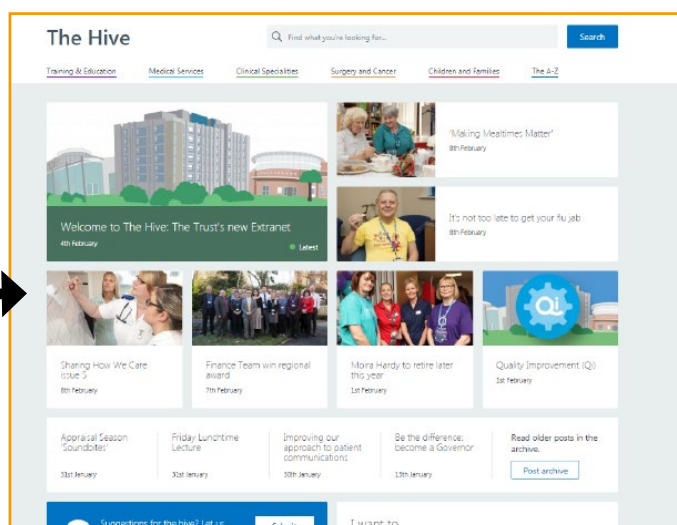 The Hive
Find what you're looking for...
Search
Training & Education
Medical Services
Clinical Specialities
Surgery and Cancer
Children and Families
The A-Z
Welcome to The Hive: The Trust's new Extranet
4th February
Latest
'Making Mealtimes Matter'
8th February
It's not too late to get your flu jab
8th February
Sharing How We Care
issue 5
8th February
Finance Team win regional
award
7th February
Moira Hardy to retire later
this year
1st February
Qi
Quality Improvement (Qi)
1st February
Appraisal Season
'Soundbites'
31st January
Friday Lunchtime
Lecture
31st January
Improving our
approach to patient
communications
30th January
Be the difference:
become a Governor
15th January
Read older posts in the
archive.
Post archive
Suggestions for the hive? Let us
Submit
I want to